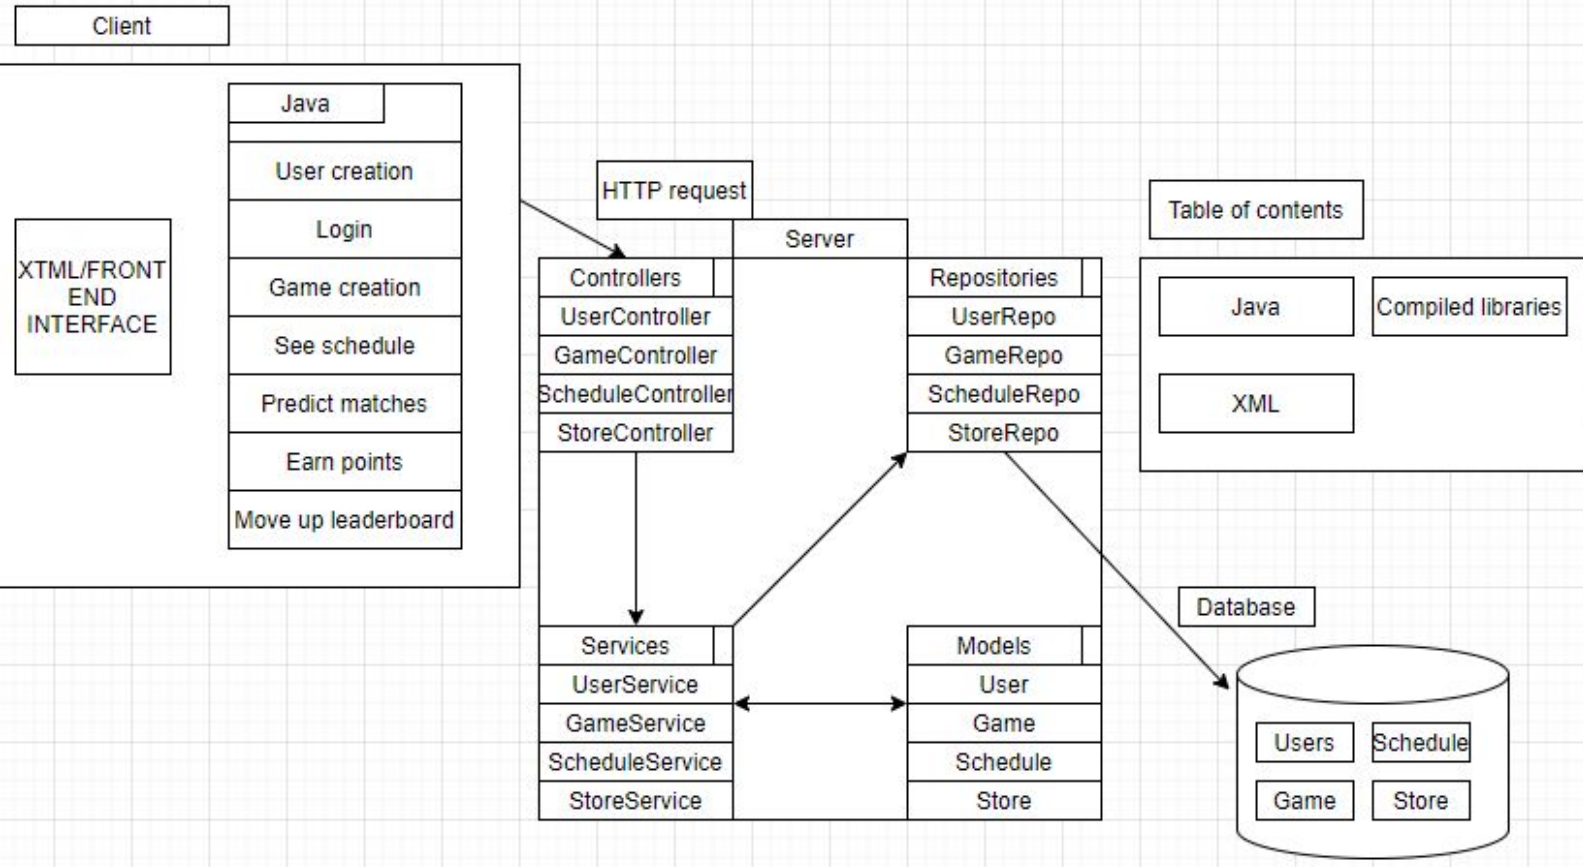 Client
Java
User creation
Login
Game creation
See schedule
Predict matches
Earn points
Move up leaderboard
XTML/FRONT
END
INTERFACE
HTTP request
Server
Controllers
UserController
GameController
ScheduleController
StoreController
Repositories
UserRepo
GameRepo
ScheduleRepo
StoreRepo
Services
UserService
GameService
ScheduleService
StoreService
Models
User
Game
Schedule
Store
Table of contents
Java
Compiled libraries
XML
Database
Users
Schedule
Game
Store